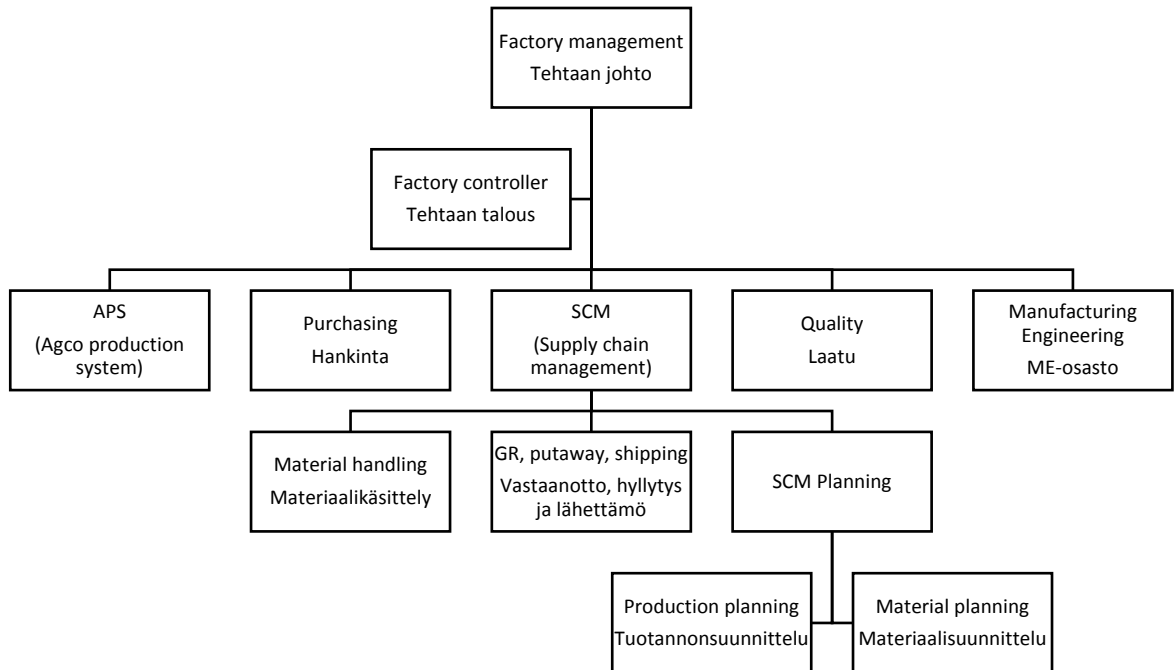 Factory management
Tehtaan johto
Factory controller
Tehtaan talous
APS
(Agco production
system)
Purchasing
Hankinta
SCM
(Supply chain
management)
Quality
Laatu
Manufacturing
Engineering
ME-osasto
Material handling
Materiaalikäsittely
GR, putaway, shipping
Vastaanotto, hyllytys
ja lähettämö
SCM Planning
Production planning
Tuotannonsuunnittelu
Material planning
Materiaalisuunnittelu